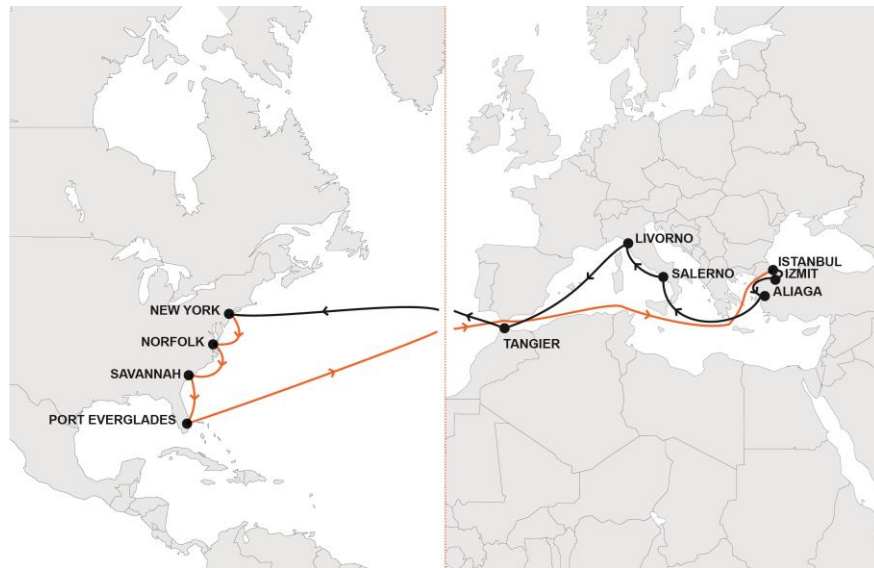 LIVORNO
ISTANBUL
IZMIT
SALERNO
ALIAGA
NEW YORK
TANGIER
NORFOLK
SAVANNAH
PORT EVERGLADES